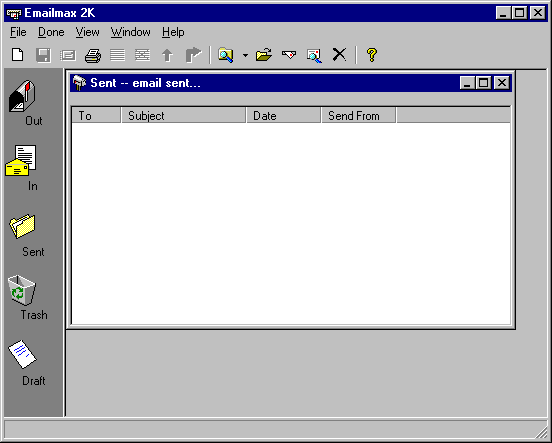 Emailmax 2K
File Done View Window Help
Sent -- email sent...
To Subject Date Send From
Out
In
Sent
Trash
Draft